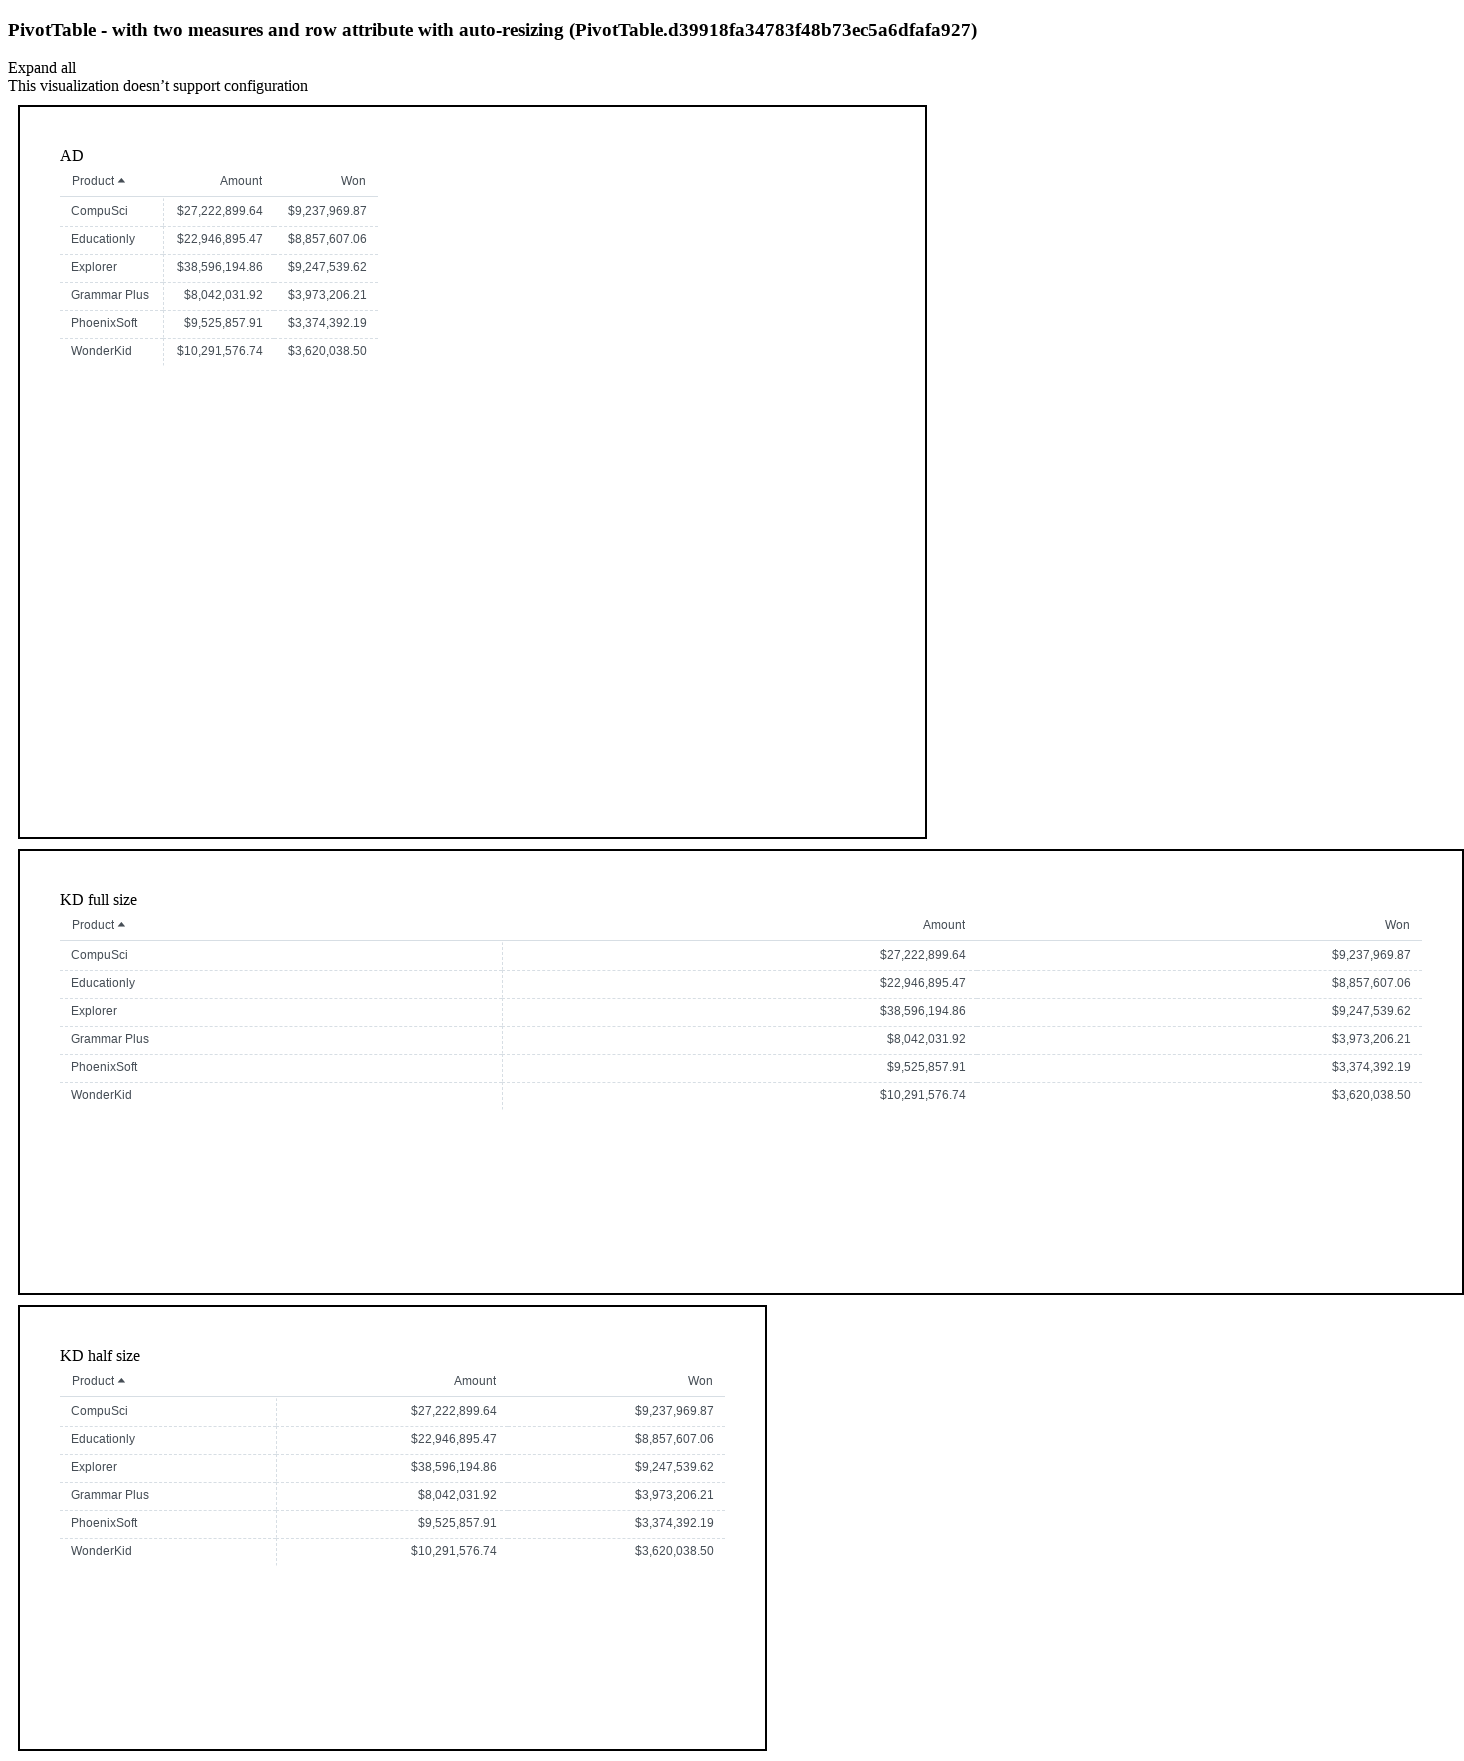 PivotTable - with two measures and row attribute with auto-resizing (PivotTable.d39918fa34783f48b73ec5a6dfafa927)
Expand all
This visualization doesn’t support configuration
AD
Product Amount Won
CompuSci $27,222,899.64 $9,237,969.87
Educationly $22,946,895.47 $8,857,607.06
Explorer $38,596,194.86 $9,247,539.62
Grammar Plus $8,042,031.92 $3,973,206.21
PhoenixSoft $9,525,857.91 $3,374,392.19
WonderKid $10,291,576.74 $3,620,038.50
KD full size
Product Amount Won
CompuSci $27,222,899.64 $9,237,969.87
Educationly $22,946,895.47 $8,857,607.06
Explorer $38,596,194.86 $9,247,539.62
Grammar Plus $8,042,031.92 $3,973,206.21
PhoenixSoft $9,525,857.91 $3,374,392.19
WonderKid $10,291,576.74 $3,620,038.50
KD half size
Product Amount Won
CompuSci $27,222,899.64 $9,237,969.87
Educationly $22,946,895.47 $8,857,607.06
Explorer $38,596,194.86 $9,247,539.62
Grammar Plus $8,042,031.92 $3,973,206.21
PhoenixSoft $9,525,857.91 $3,374,392.19
WonderKid $10,291,576.74 $3,620,038.50